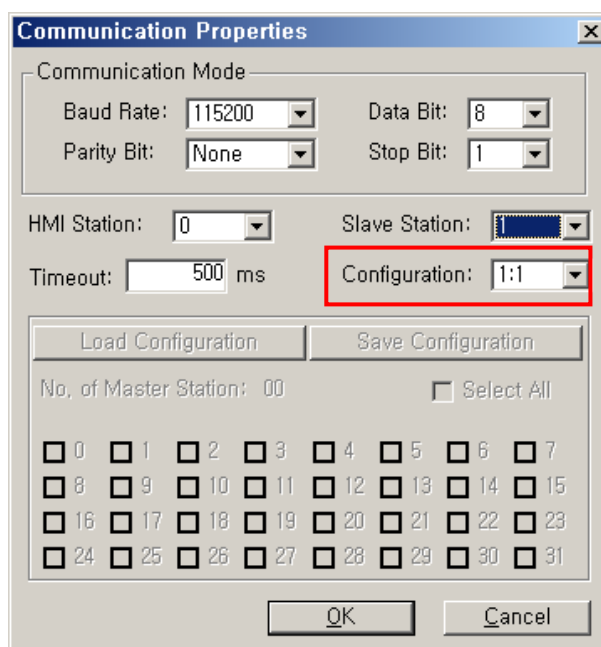 Communication Properties
Communication Mode
Baud Rate: 115200 Data Bit: 8
Parity Bit: None Stop Bit: 1
HMI Station: 0 Slave Station: 1
Timeout: 500 ms Configuration: 1:1
Load Configuration Save Configuration
No. of Master Station: 00 Select All
0 1 2 3 4 5 6 7
8 9 10 11 12 13 14 15
16 17 18 19 20 21 22 23
24 25 26 27 28 29 30 31
OK Cancel